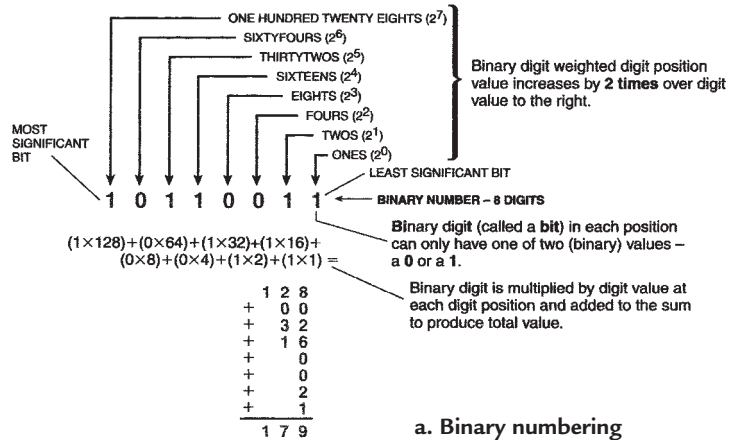 ONE HUNDRED TWENTY EIGHTS (2⁷)
SIXTYFOURS (2⁶)
THIRTYTWOS (2⁵)
SIXTEENS (2⁴)
EIGHTS (2³)
FOURS (2²)
TWOS (2¹)
ONES (2⁰)
Binary digit weighted digit position
value increases by 2 times over digit
value to the right.
MOST
SIGNIFICANT
BIT
LEAST SIGNIFICANT BIT
1 0 1 1 0 0 1 1
BINARY NUMBER – 8 DIGITS
Binary digit (called a bit) in each position
can only have one of two (binary) values –
a 0 or a 1.
(1×128)+(0×64)+(1×32)+(1×16)+
(0×8)+(0×4)+(1×2)+(1×1) =
Binary digit is multiplied by digit value at
each digit position and added to the sum
to produce total value.
1 2 8
+ 0 0
+ 3 2
+ 1 6
+ 0
+ 0
+ 2
+ 1
1 7 9
a. Binary numbering